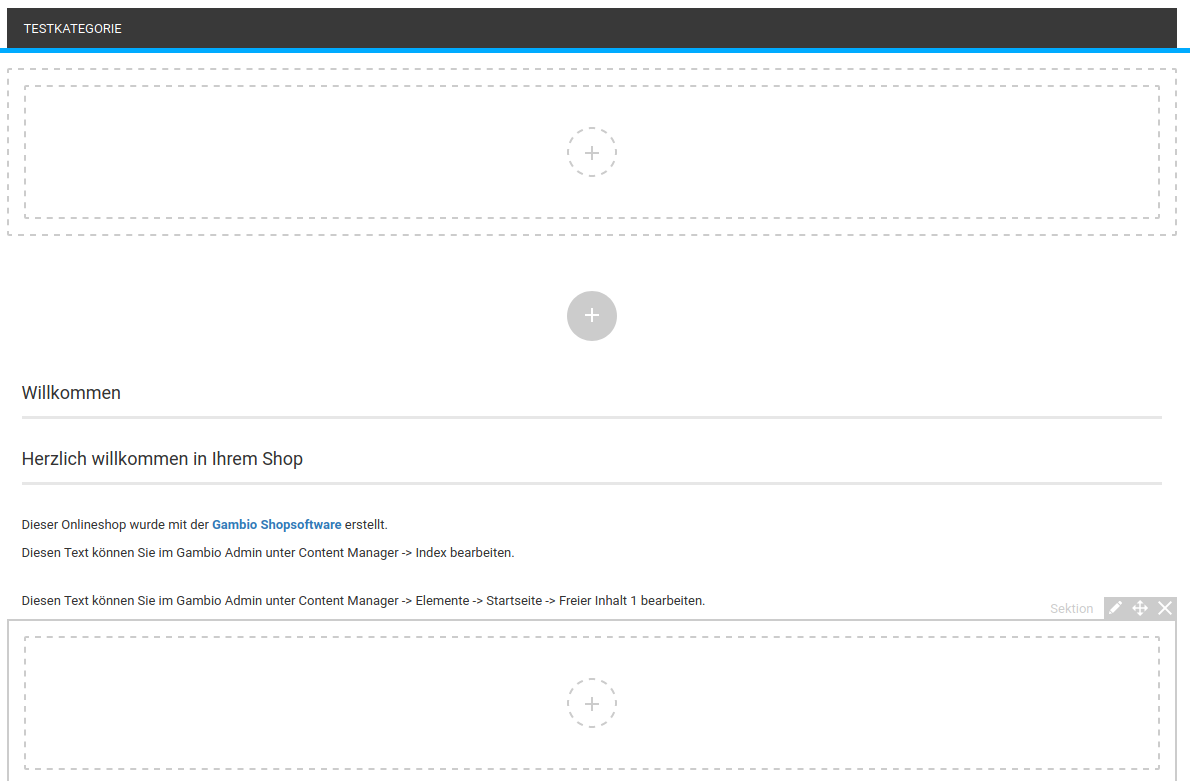 TESTKATEGORIE
Willkommen
Herzlich willkommen in Ihrem Shop
Dieser Onlineshop wurde mit der Gambio Shopsoftware erstellt.
Diesen Text können Sie im Gambio Admin unter Content Manager -> Index bearbeiten.
Diesen Text können Sie im Gambio Admin unter Content Manager -> Elemente -> Startseite -> Freier Inhalt 1 bearbeiten.
Sektion